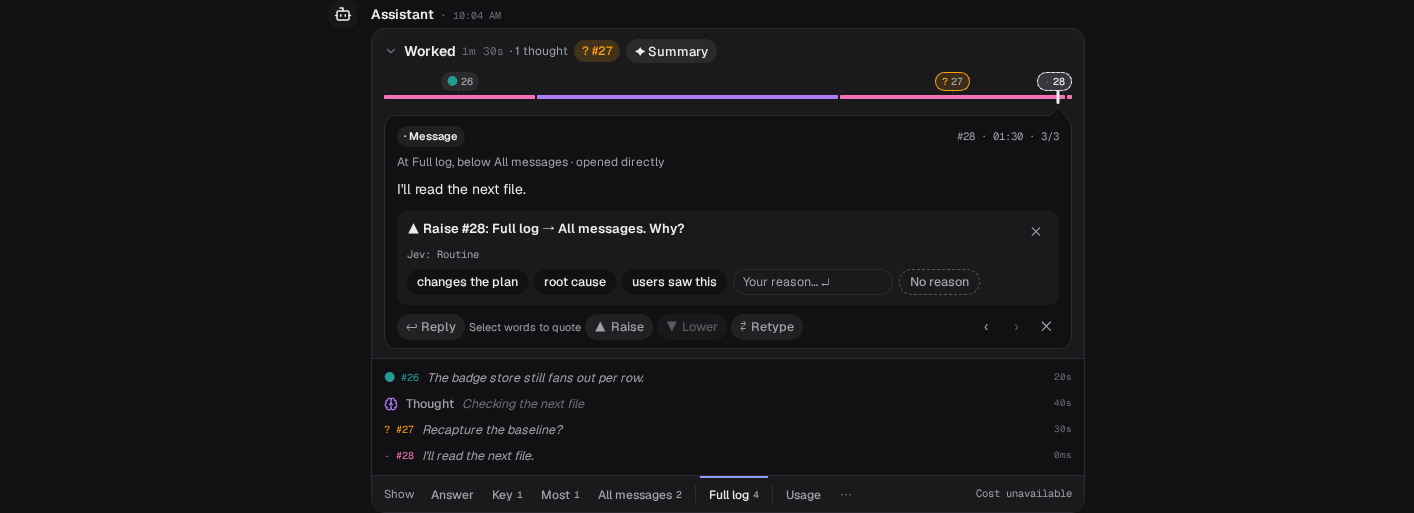 Assistant · 10:04 AM
Worked 1m 30s · 1 thought ? #27 ✦ Summary
26 ? 27 · 28
· Message #28 · 01:30 · 3/3
At Full log, below All messages · opened directly
I'll read the next file.
▲ Raise #28: Full log → All messages. Why? ×
Jev: Routine
changes the plan root cause users saw this Your reason... ↵ No reason
↩ Reply Select words to quote ▲ Raise ▼ Lower ⇄ Retype ‹ › ×
#26 The badge store still fans out per row. 20s
Thought Checking the next file 40s
? #27 Recapture the baseline? 30s
· #28 I'll read the next file. 0ms
Show Answer Key 1 Most 1 All messages 2 Full log 4 Usage ··· Cost unavailable